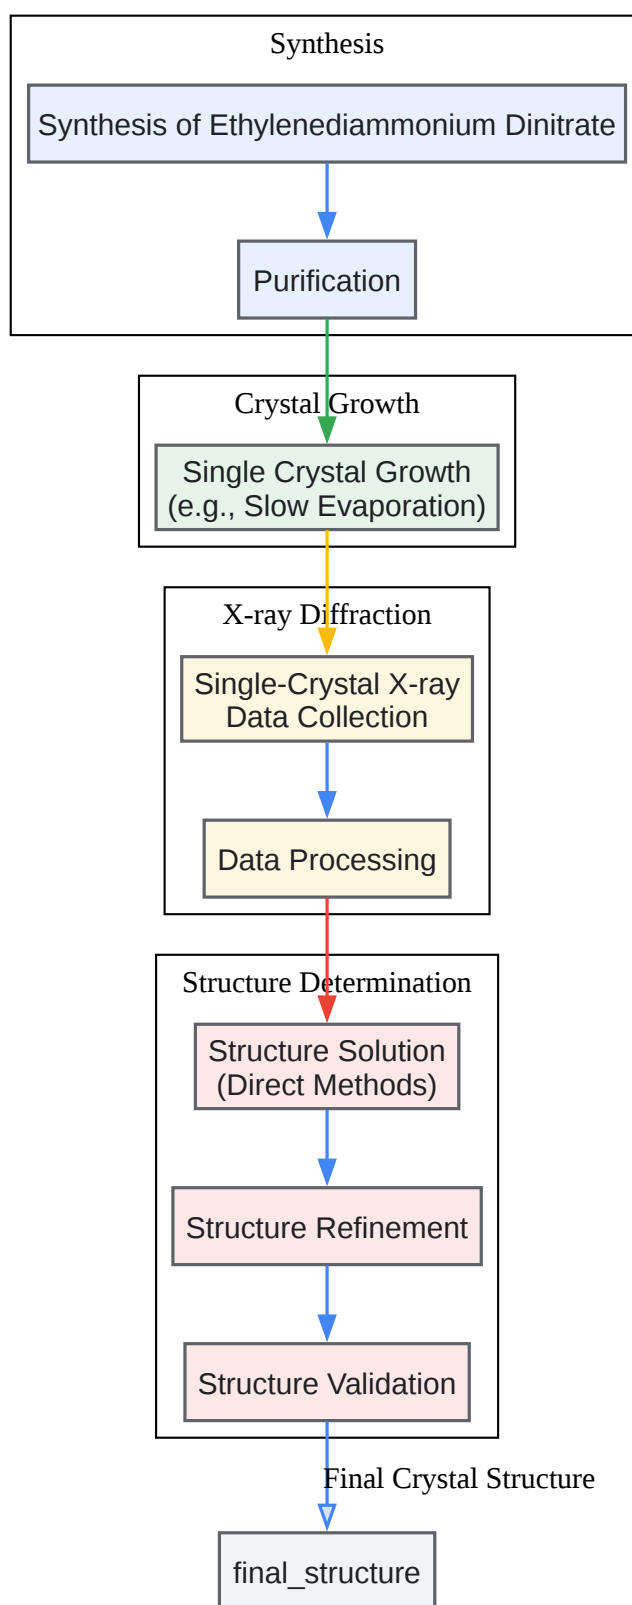 Synthesis
Synthesis of Ethylenediammonium Dinitrate
Purification
Crystal Growth
Single Crystal Growth
(e.g., Slow Evaporation)
X-ray Diffraction
Single-Crystal X-ray
Data Collection
Data Processing
Structure Determination
Structure Solution
(Direct Methods)
Structure Refinement
Structure Validation
Final Crystal Structure
final_structure